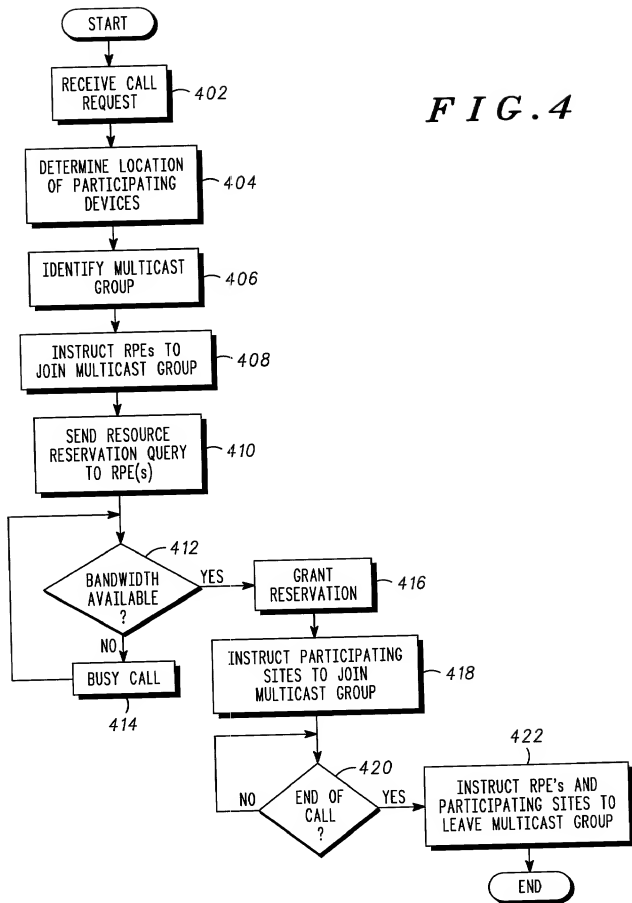 START
RECEIVE CALL
REQUEST
402
FIG.4
DETERMINE LOCATION
OF PARTICIPATING
DEVICES
404
IDENTIFY MULTICAST
GROUP
406
INSTRUCT RPEs TO
JOIN MULTICAST GROUP
408
SEND RESOURCE
RESERVATION QUERY
TO RPE(s)
410
412
BANDWIDTH
AVAILABLE
?
YES
NO
BUSY CALL
414
GRANT
RESERVATION
416
INSTRUCT PARTICIPATING
SITES TO JOIN
MULTICAST GROUP
418
420
END OF
CALL
?
NO
YES
422
INSTRUCT RPE's AND
PARTICIPATING SITES TO
LEAVE MULTICAST GROUP
END